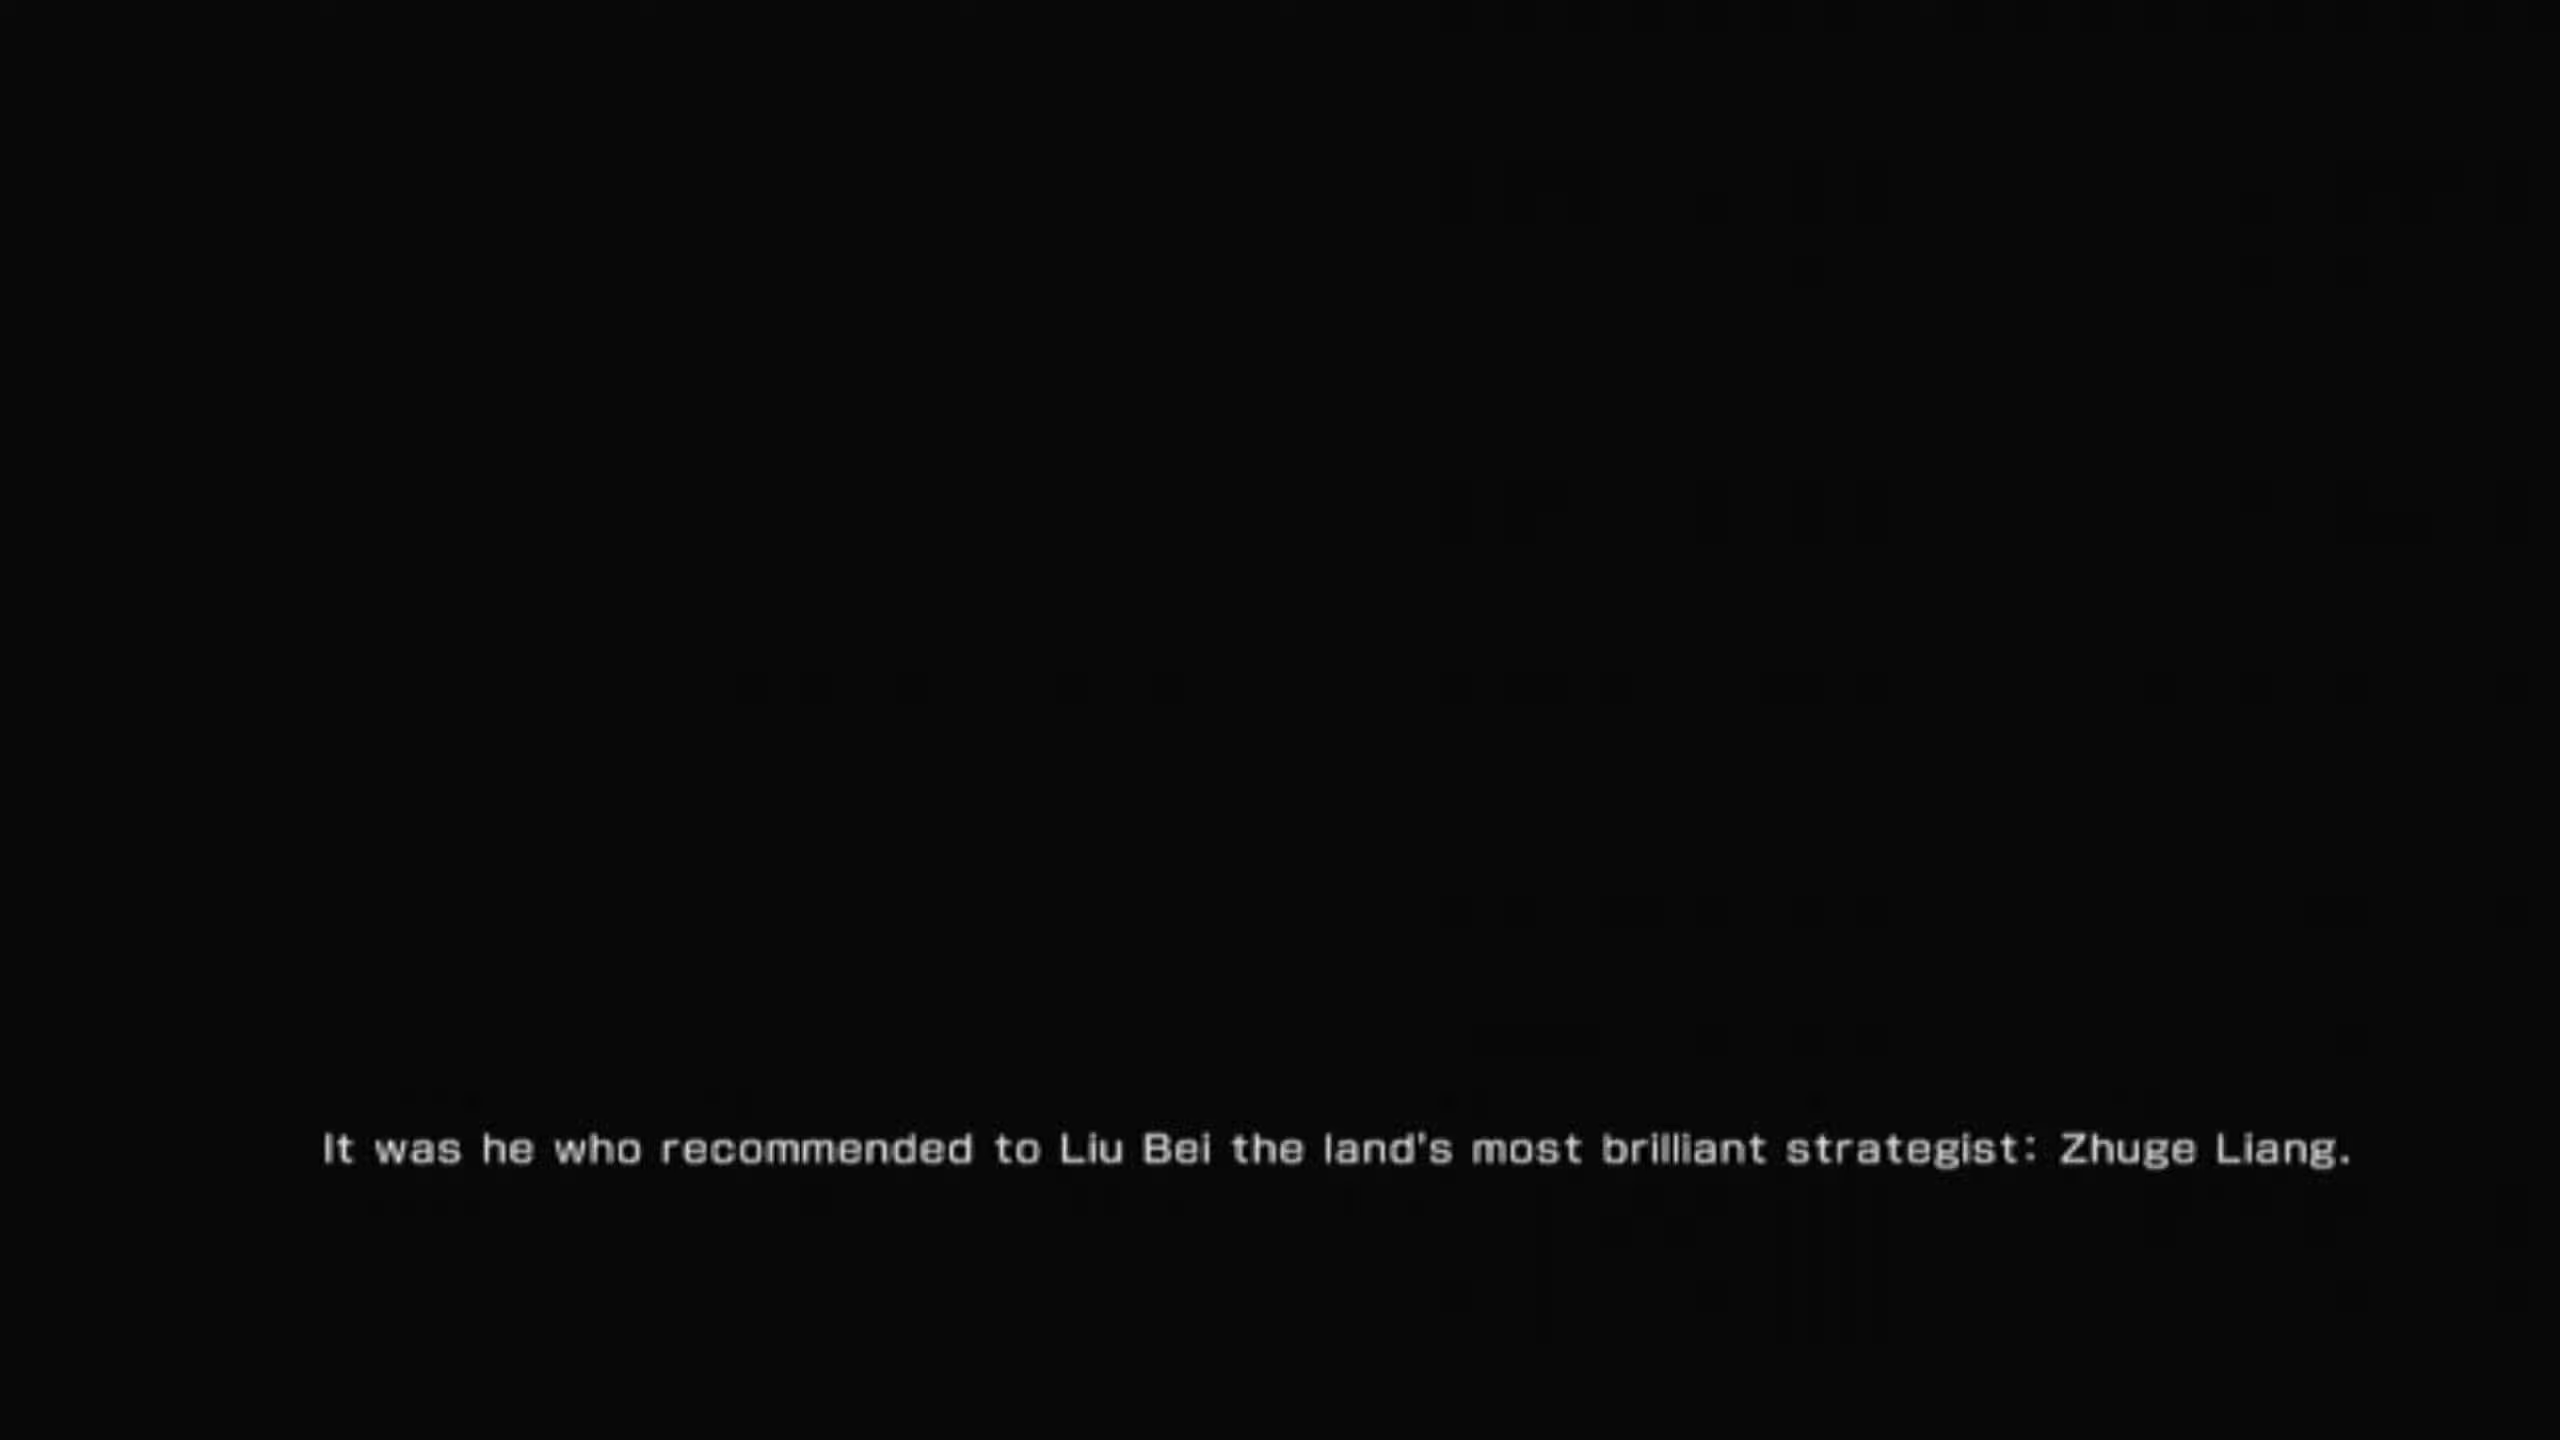 It was he who recommended to Liu Bei the land's most brilliant strategist: Zhuge Liang.